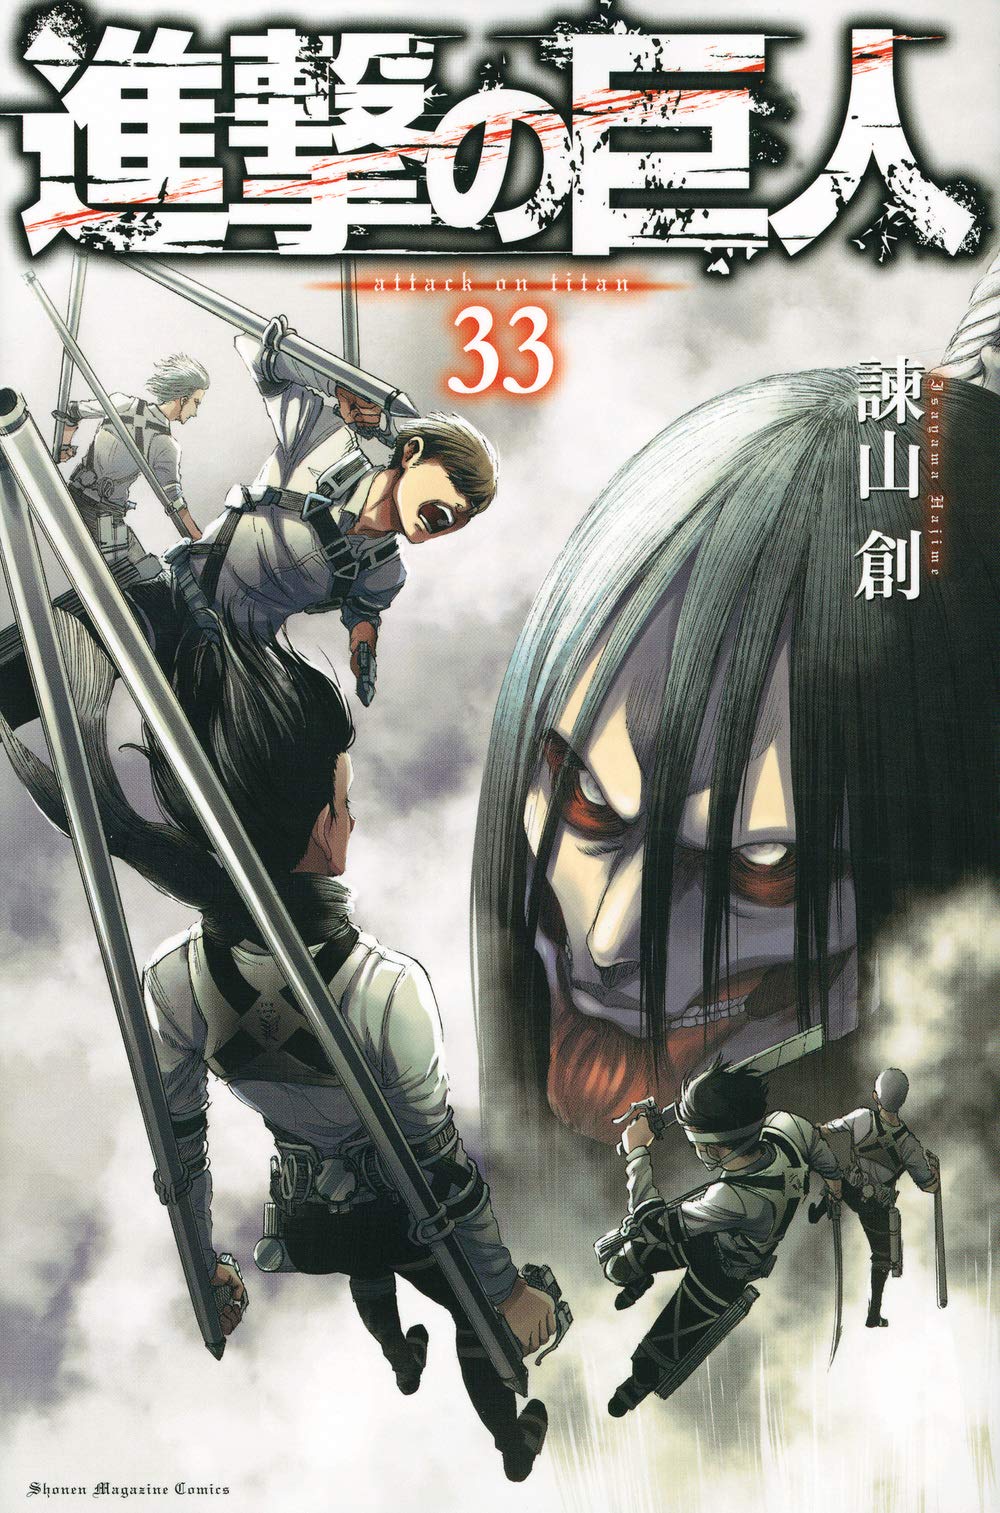 進撃の巨人
attack on titan
33
諫山 創
Isayama Hajime
Shonen Magazine Comics